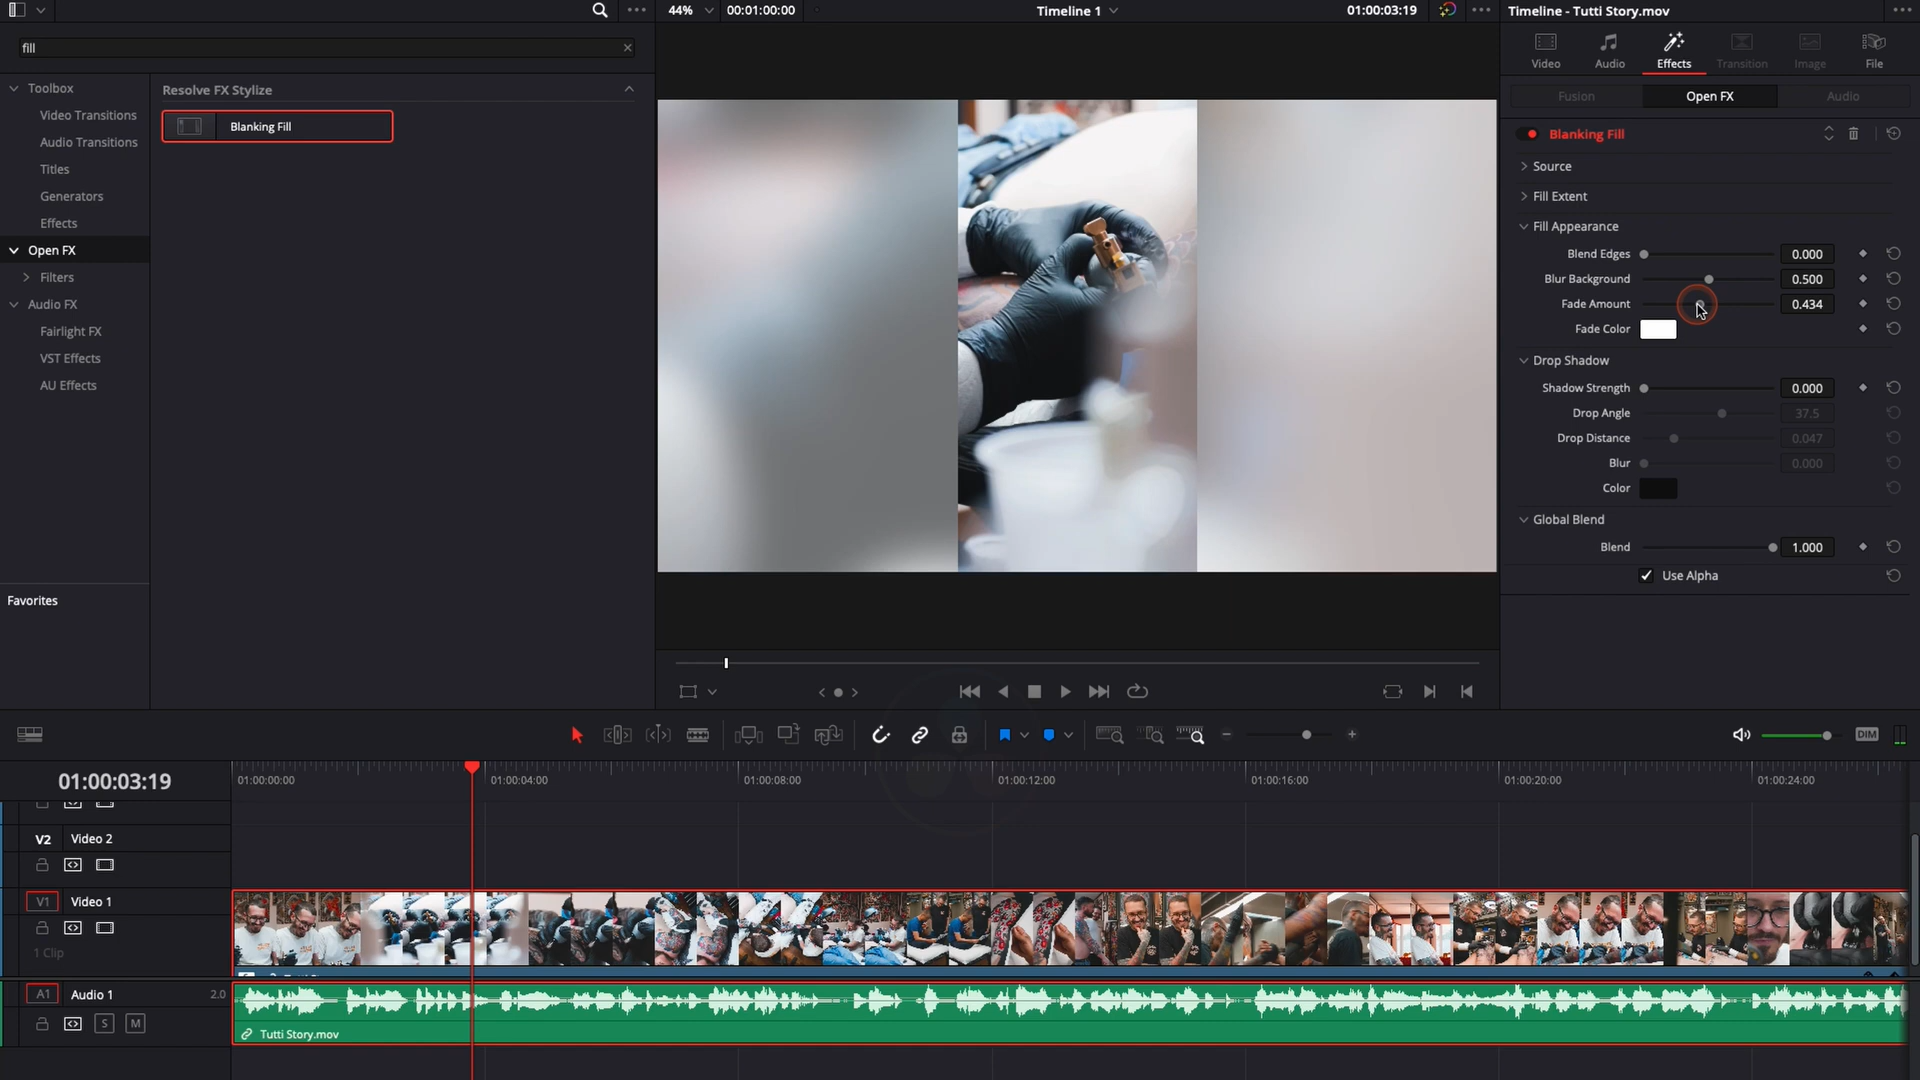 44%
00:01:00:00
Timeline 1
01:00:03:19
Timeline - Tutti Story.mov
fill
Video
Audio
Effects
Transition
Image
File
Fusion
Open FX
Audio
Toolbox
Video Transitions
Audio Transitions
Titles
Generators
Effects
Open FX
Filters
Audio FX
Fairlight FX
VST Effects
AU Effects
Favorites
Resolve FX Stylize
Blanking Fill
Blanking Fill
Source
Fill Extent
Fill Appearance
Blend Edges 0.000
Blur Background 0.500
Fade Amount 0.434
Fade Color
Drop Shadow
Shadow Strength 0.000
Drop Angle 37.5
Drop Distance 0.047
Blur 0.000
Color
Global Blend
Blend 1.000
Use Alpha
DIM
01:00:03:19
01:00:00:00
01:00:04:00
01:00:08:00
01:00:12:00
01:00:16:00
01:00:20:00
01:00:24:00
V2 Video 2
V1 Video 1
1 Clip
A1 Audio 1 2.0
S M
Tutti Story.mov